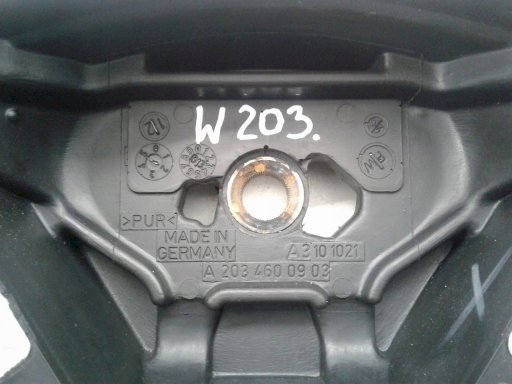 W 203.
>PUR<
MADE IN
GERMANY
A 3 10 1021
A 203 460 09 03